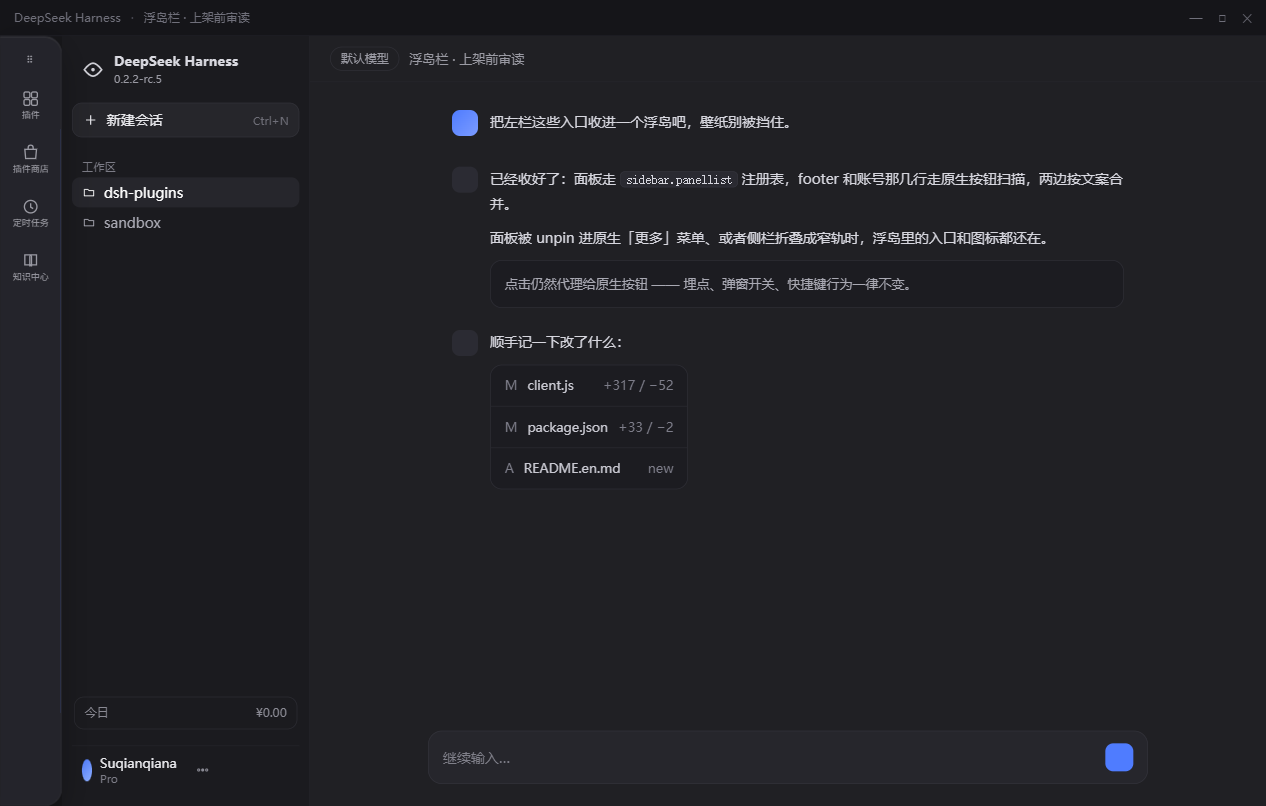 DeepSeek Harness · 浮岛栏 · 上架前审读
插件
插件商店
定时任务
知识中心
DeepSeek Harness
0.2.2-rc.5
+ 新建会话 Ctrl+N
工作区
dsh-plugins
sandbox
今日 ¥0.00
Suqianqiana
Pro
默认模型 浮岛栏 · 上架前审读
把左栏这些入口收进一个浮岛吧，壁纸别被挡住。
已经收好了：面板走 sidebar.panellist 注册表，footer 和账号那几行走原生按钮扫描，两边按文案合
并。
面板被 unpin 进原生「更多」菜单、或者侧栏折叠成窄轨时，浮岛里的入口和图标都还在。
点击仍然代理给原生按钮 —— 埋点、弹窗开关、快捷键行为一律不变。
顺手记一下改了什么：
M client.js +317 / −52
M package.json +33 / −2
A README.en.md new
继续输入...